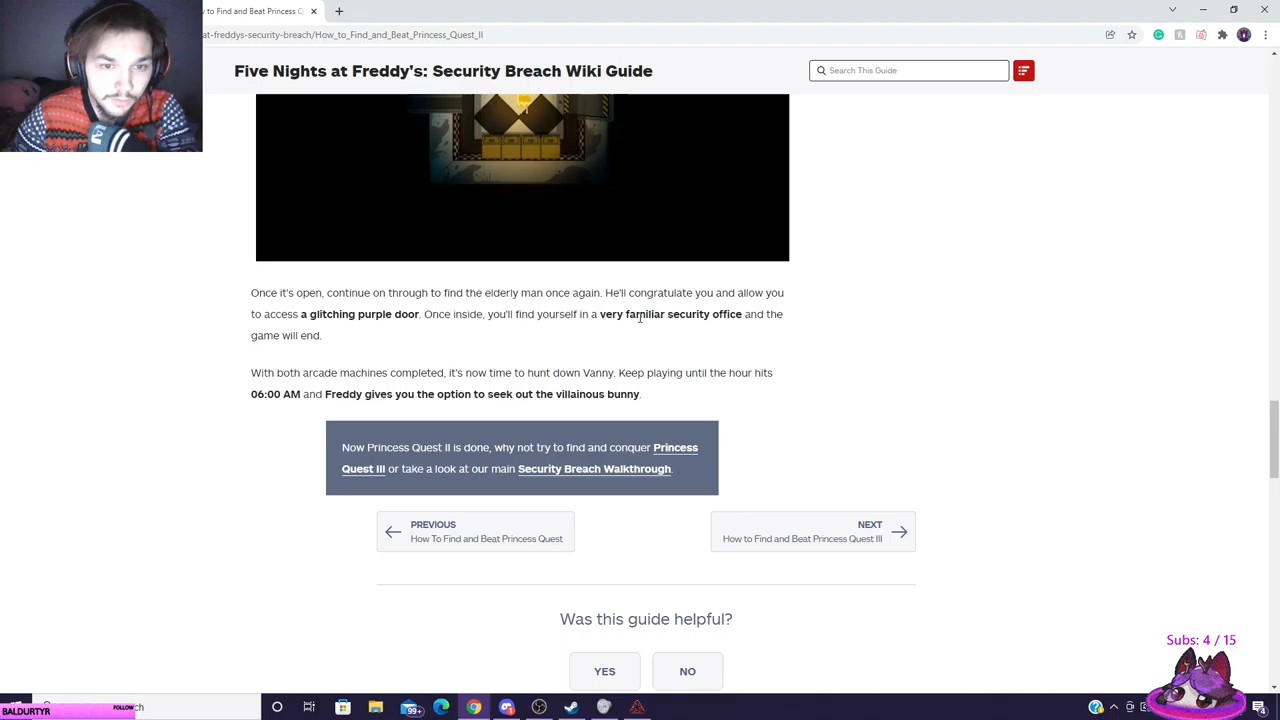 to Find and Beat Princess Q
at-freddys-security-breach/How_to_Find_and_Beat_Princess_Quest_II
Five Nights at Freddy's: Security Breach Wiki Guide
Search This Guide
Once it's open, continue on through to find the elderly man once again. He'll congratulate you and allow you
to access a glitching purple door. Once inside, you'll find yourself in a very familiar security office and the
game will end.
With both arcade machines completed, it's now time to hunt down Vanny. Keep playing until the hour hits
06:00 AM and Freddy gives you the option to seek out the villainous bunny.
Now Princess Quest II is done, why not try to find and conquer Princess
Quest III or take a look at our main Security Breach Walkthrough.
PREVIOUS
How To Find and Beat Princess Quest
NEXT
How to Find and Beat Princess Quest III
Was this guide helpful?
YES
NO
Subs: 4 / 15
BALDURTYR
FOLLOW
ch
99+